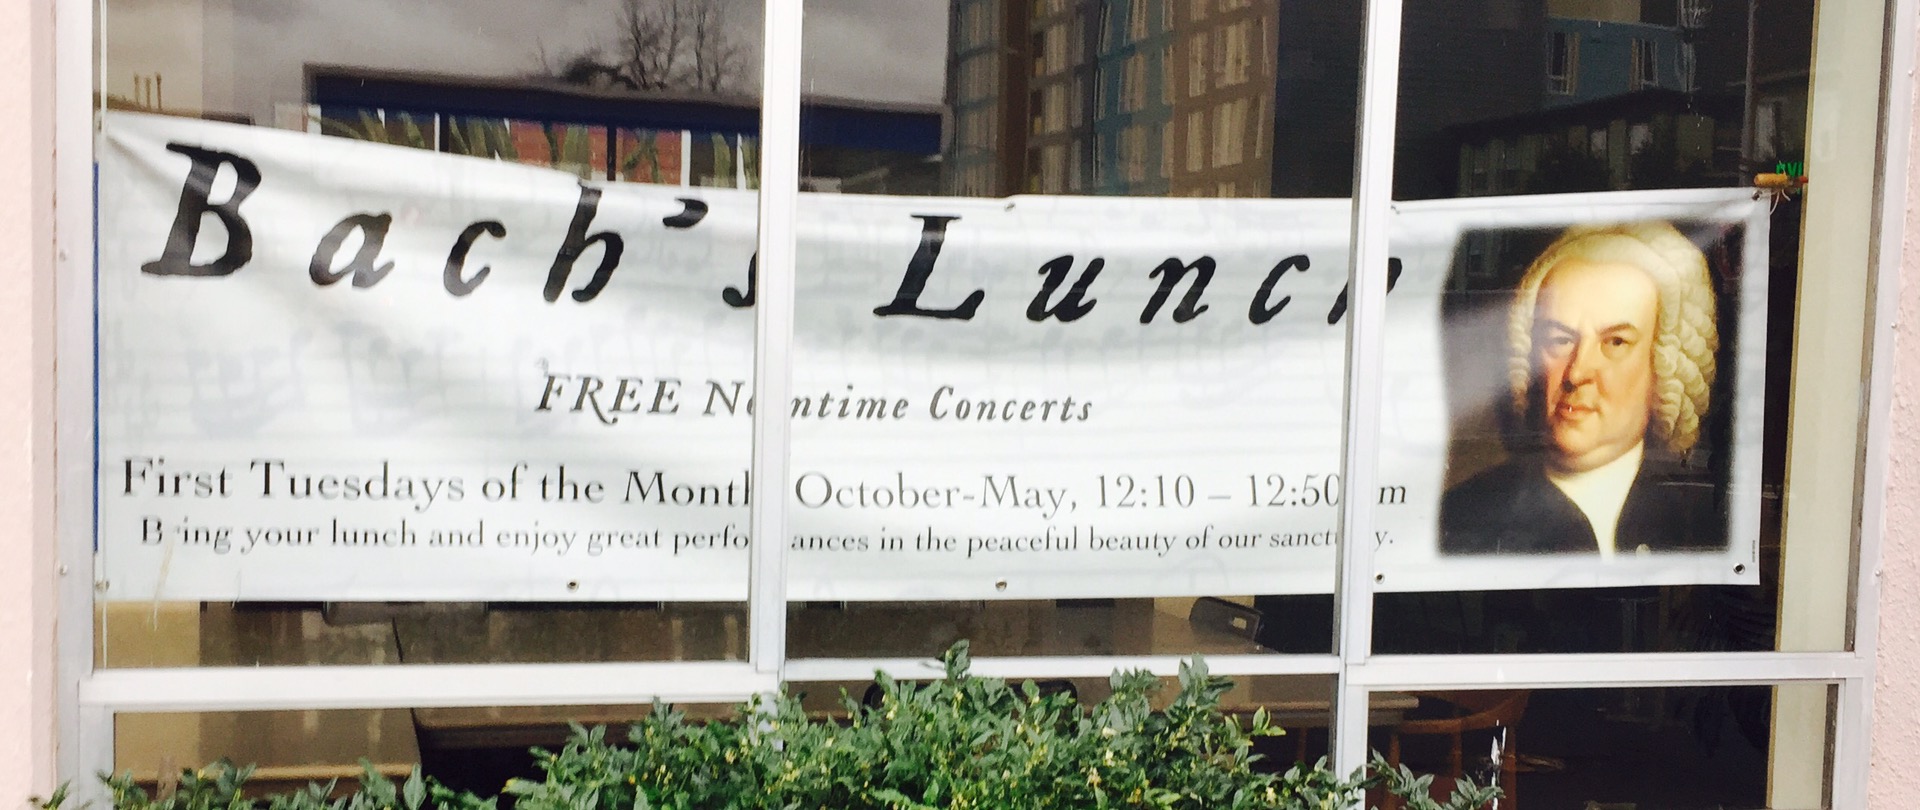 Bach's Lunch
FREE Noontime Concerts
First Tuesdays of the Month October-May, 12:10 – 12:50 pm
Bring your lunch and enjoy great performances in the peaceful beauty of our sanctuary.